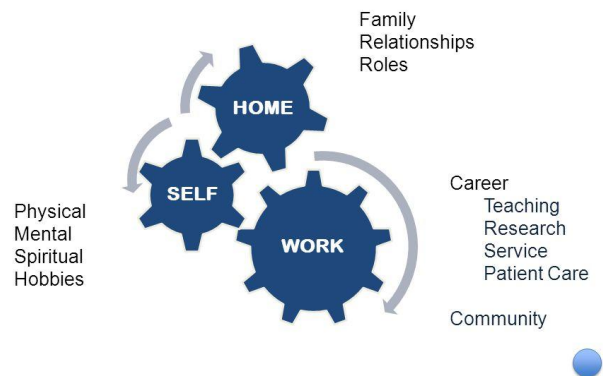 Family
Relationships
Roles
HOME
SELF
Physical
Mental
Spiritual
Hobbies
WORK
Career
Teaching
Research
Service
Patient Care
Community